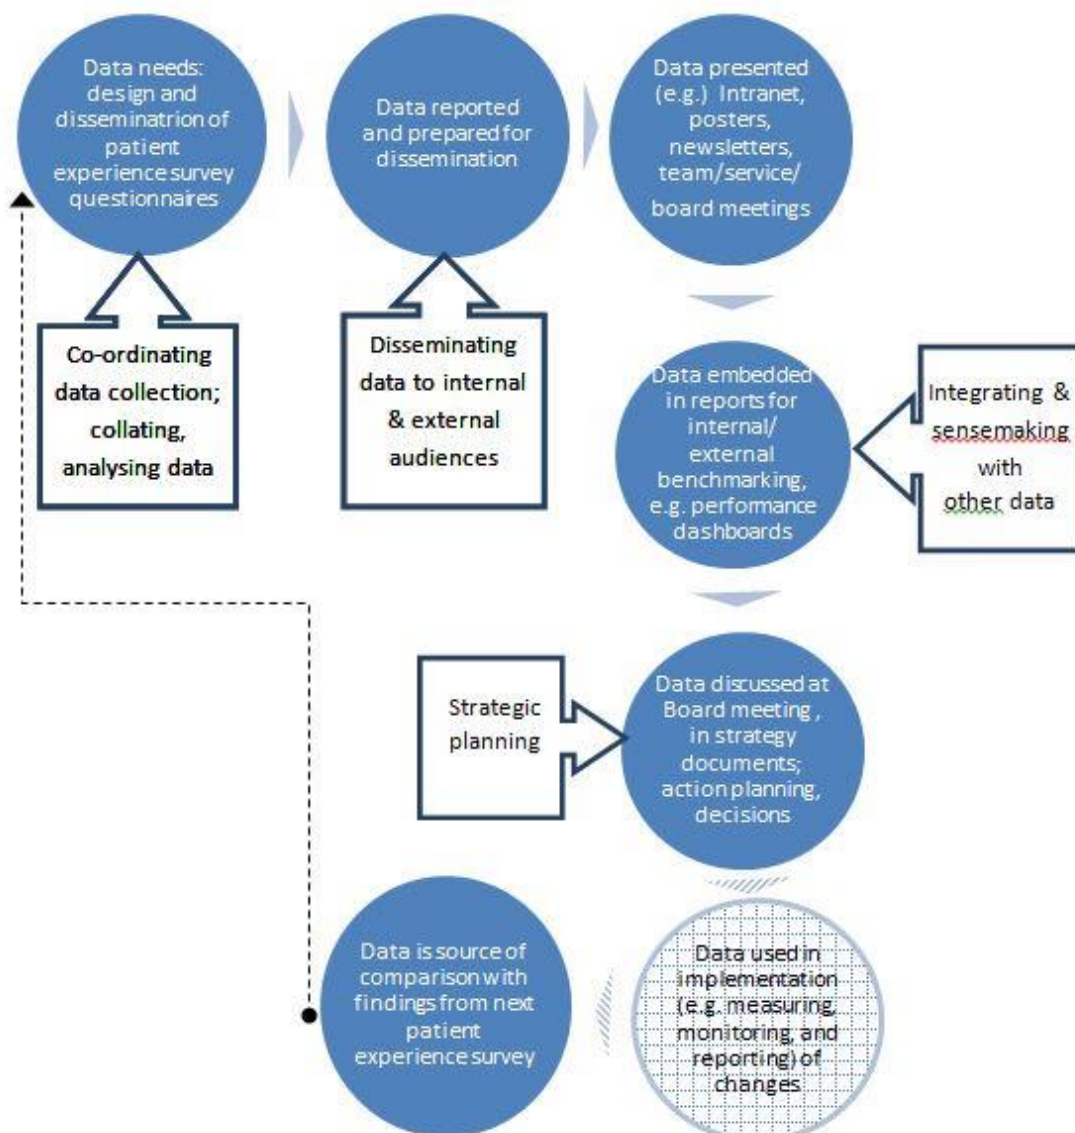 Data needs:
design and
disseminatrion of
patient
experience survey
questionnaires
Data reported
and prepared for
dissemination
Data presented
(e.g.) Intranet,
posters,
newsletters,
team/service/
board meetings
Co-ordinating
data collection;
collating,
analysing data
Disseminating
data to internal
& external
audiences
Data embedded
in reports for
internal/
external
benchmarking,
e.g. performance
dashboards
Integrating &
sensemaking
with
other data
Strategic
planning
Data discussed at
Board meeting ,
in strategy
documents;
action planning,
decisions
Data is source of
comparison with
findings from next
patient
experience survey
Data used in
implementation
(e.g. measuring,
monitoring, and
reporting) of
changes